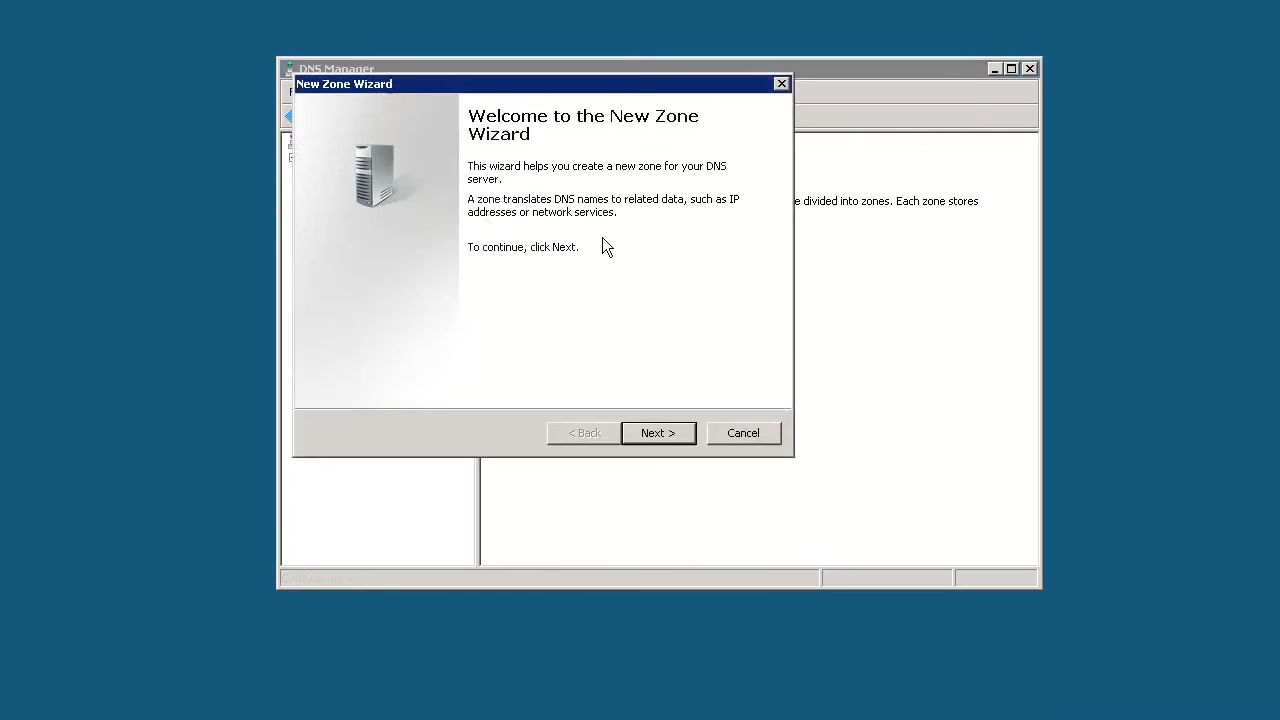 DNS Manager
New Zone Wizard
Welcome to the New Zone
Wizard
This wizard helps you create a new zone for your DNS
server.
A zone translates DNS names to related data, such as IP
addresses or network services.
e divided into zones. Each zone stores
To continue, click Next.
< Back
Next >
Cancel